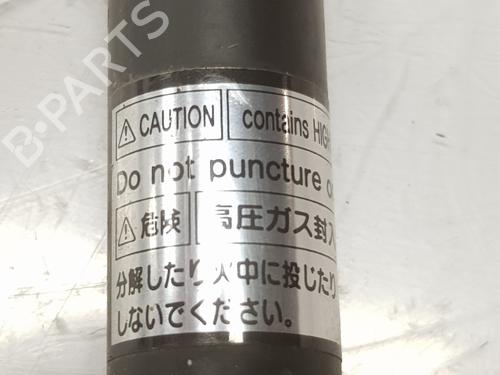 B-PARTS
⚠ CAUTION contains HIGH
Do not puncture o
⚠ 危険 高圧ガス封入
分解したり火中に投じたり
しないでください。